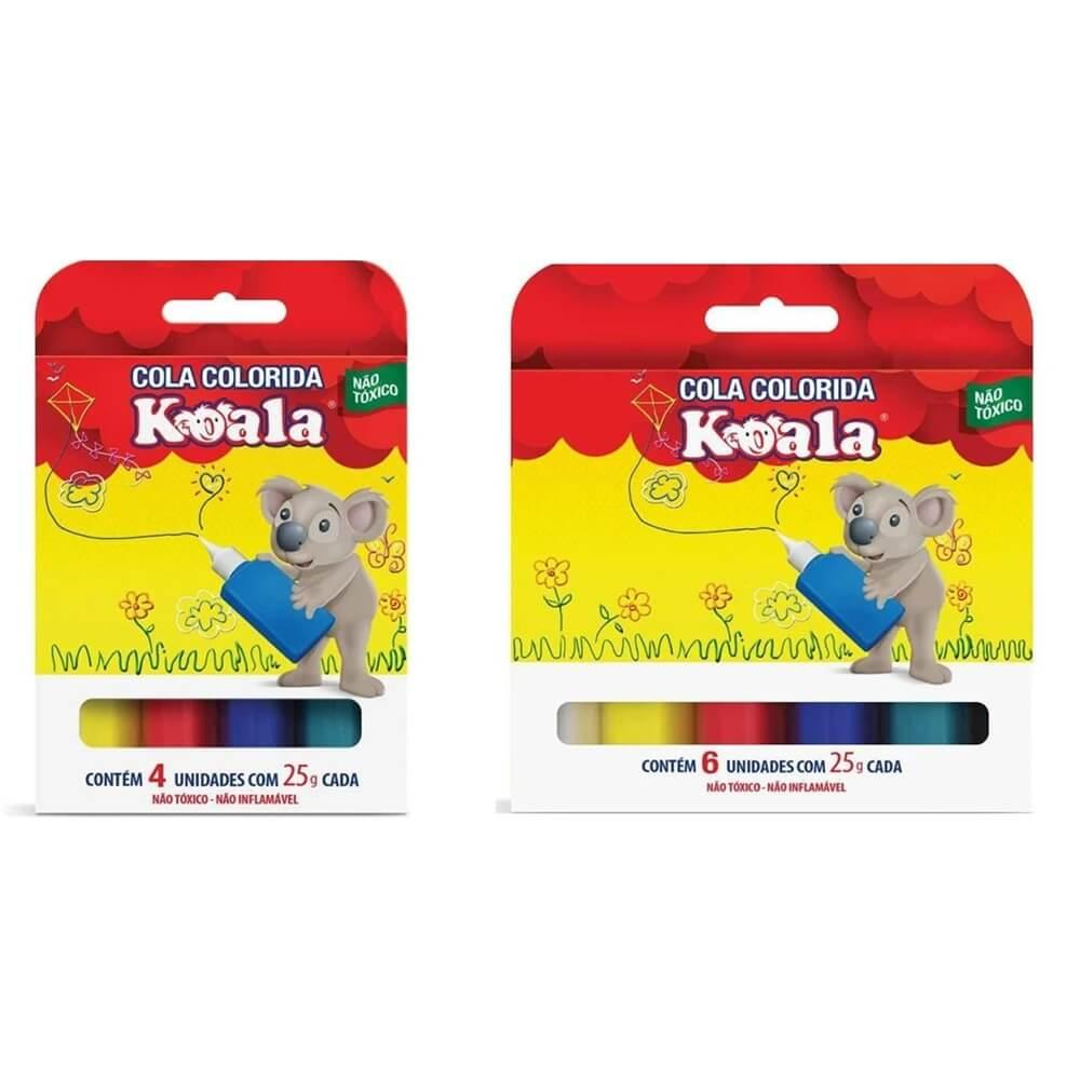 COLA COLORIDA
Koala®
NÃO
TÓXICO
CONTÉM 4 UNIDADES COM 25g CADA
NÃO TÓXICO - NÃO INFLAMÁVEL
COLA COLORIDA
Koala®
NÃO
TÓXICO
CONTÉM 6 UNIDADES COM 25g CADA
NÃO TÓXICO - NÃO INFLAMÁVEL